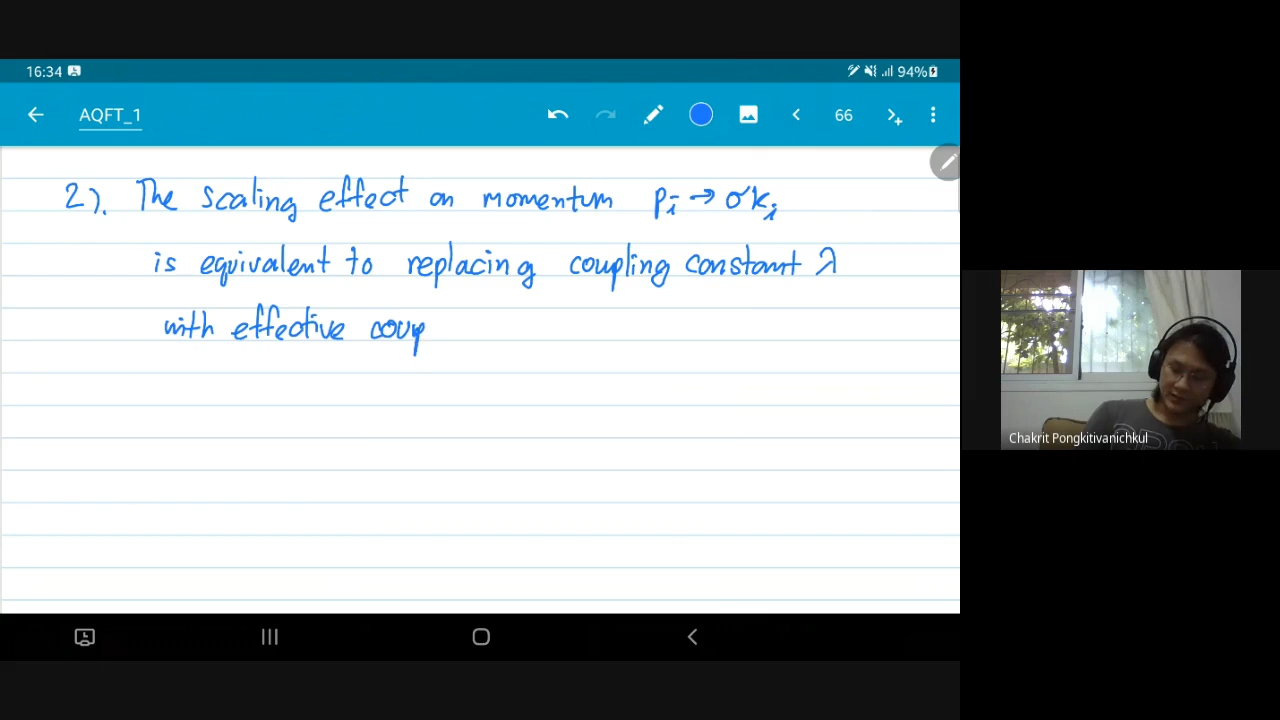 16:34
94%
AQFT_1
66
2). The scaling effect on momentum pᵢ → σkᵢ
is equivalent to replacing coupling constant λ
with effective coup
Chakrit Pongkitivanichkul